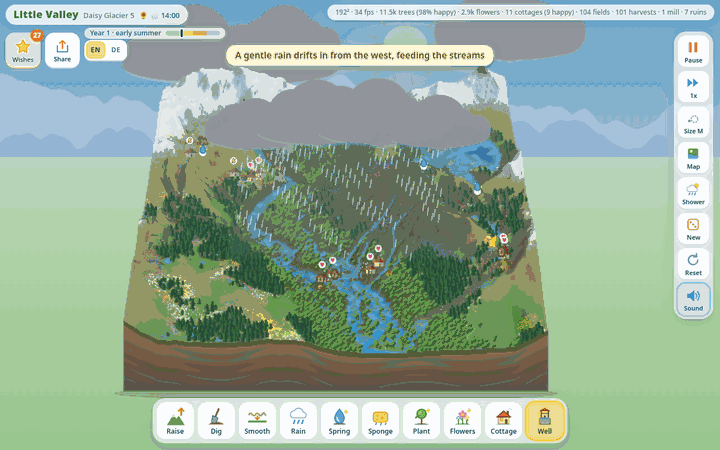 Little Valley Daisy Glacier 5 14:00
192² · 34 fps · 11.5k trees (98% happy) · 2.9k flowers · 11 cottages (9 happy) · 104 fields · 101 harvests · 1 mill · 7 ruins
Year 1 · early summer
27
Wishes
Share
EN DE
A gentle rain drifts in from the west, feeding the streams
Pause
1x
Size M
Map
Shower
New
Reset
Sound
Raise Dig Smooth Rain Spring Sponge Plant Flowers Cottage Well